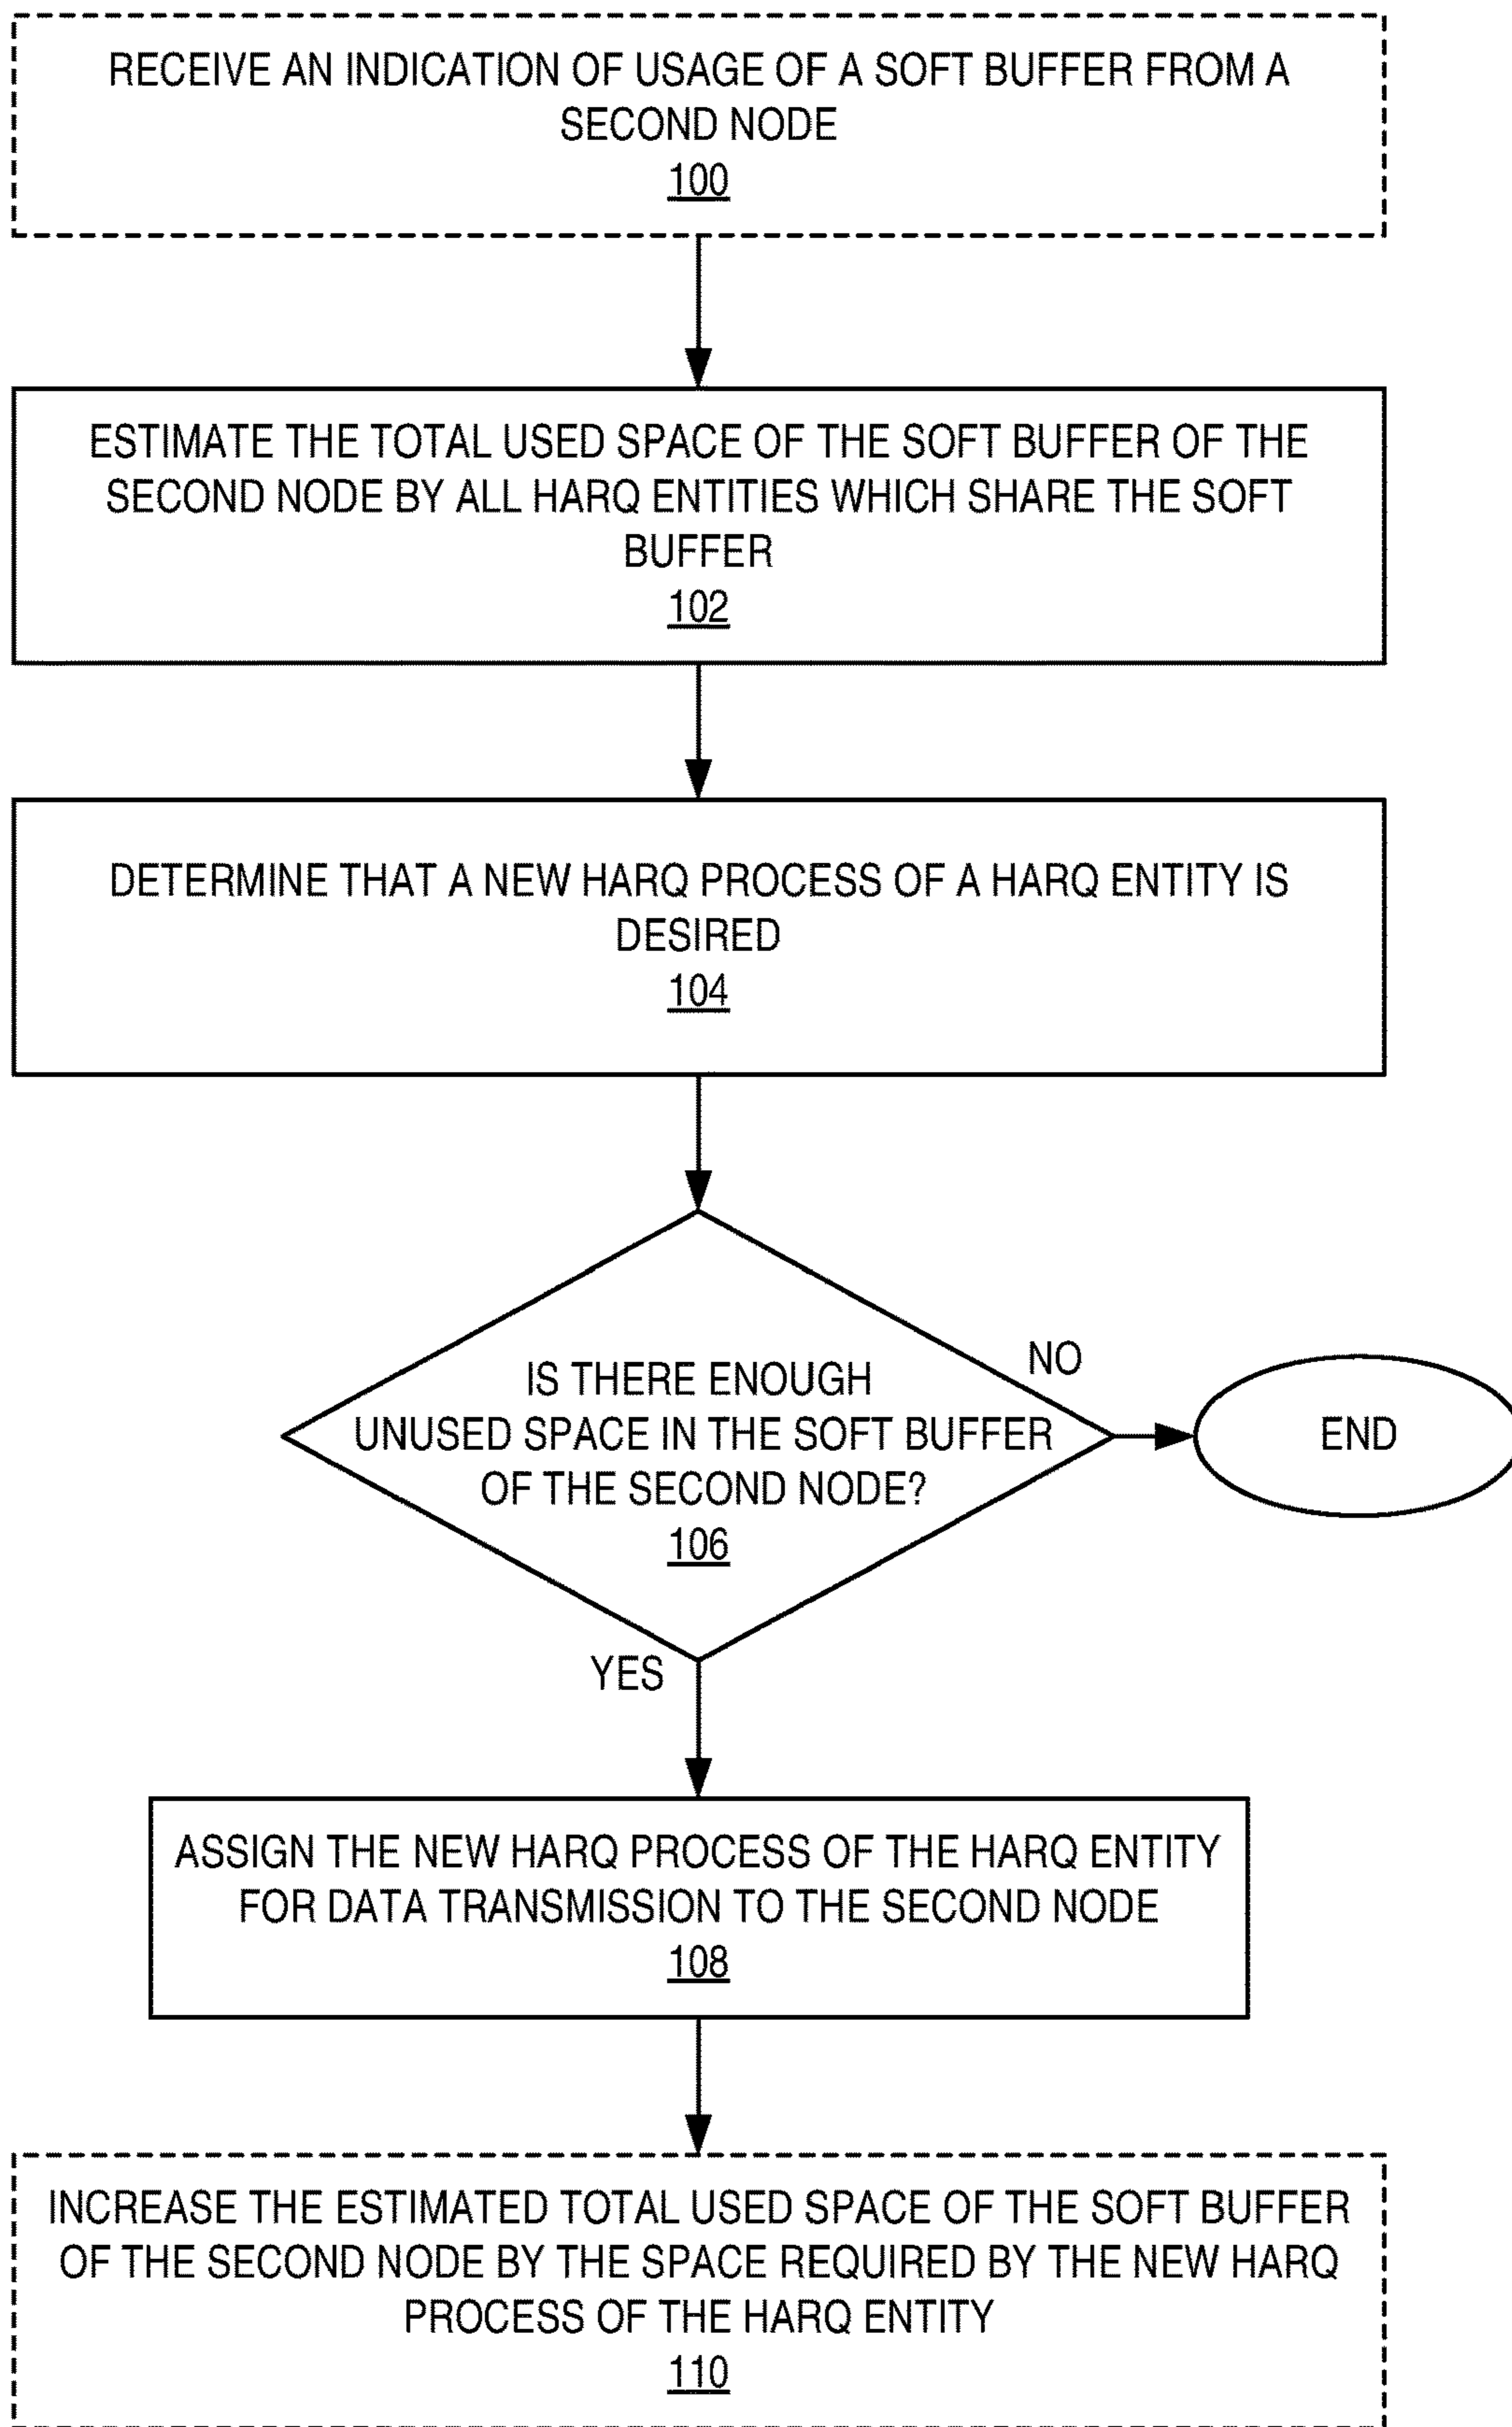 RECEIVE AN INDICATION OF USAGE OF A SOFT BUFFER FROM A
SECOND NODE
100
ESTIMATE THE TOTAL USED SPACE OF THE SOFT BUFFER OF THE
SECOND NODE BY ALL HARQ ENTITIES WHICH SHARE THE SOFT
BUFFER
102
DETERMINE THAT A NEW HARQ PROCESS OF A HARQ ENTITY IS
DESIRED
104
IS THERE ENOUGH
UNUSED SPACE IN THE SOFT BUFFER
OF THE SECOND NODE?
106
NO
END
YES
ASSIGN THE NEW HARQ PROCESS OF THE HARQ ENTITY
FOR DATA TRANSMISSION TO THE SECOND NODE
108
INCREASE THE ESTIMATED TOTAL USED SPACE OF THE SOFT BUFFER
OF THE SECOND NODE BY THE SPACE REQUIRED BY THE NEW HARQ
PROCESS OF THE HARQ ENTITY
110